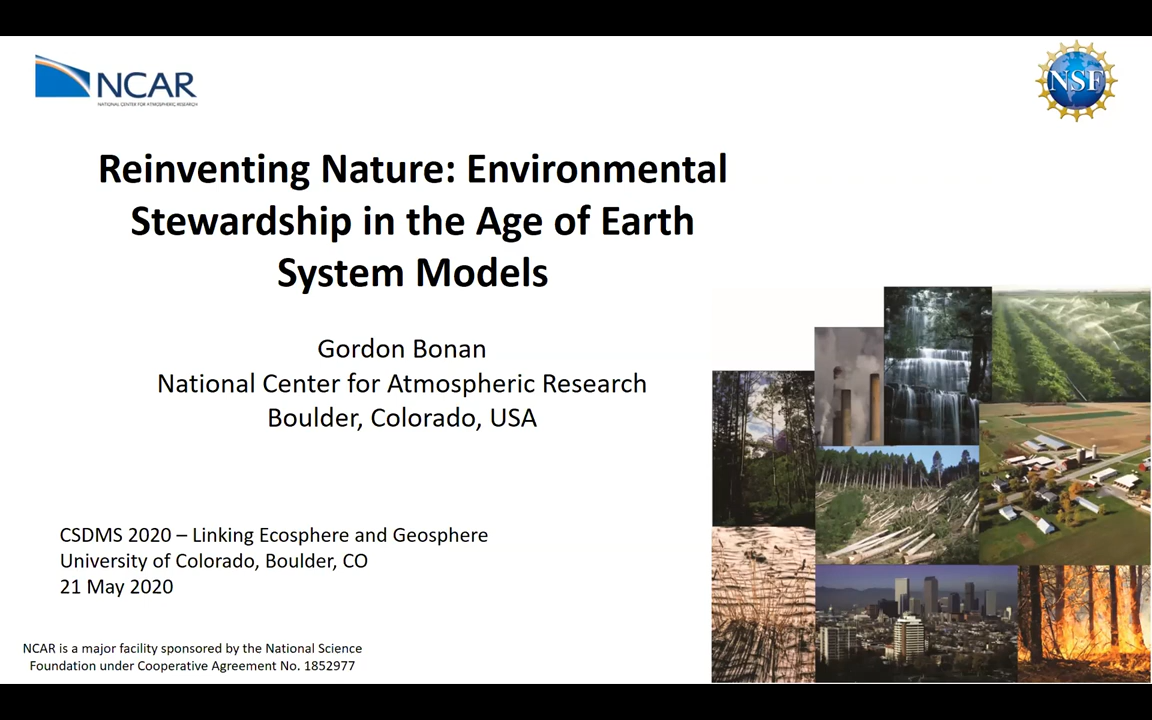 NCAR
NATIONAL CENTER FOR ATMOSPHERIC RESEARCH
NSF
Reinventing Nature: Environmental
Stewardship in the Age of Earth
System Models
Gordon Bonan
National Center for Atmospheric Research
Boulder, Colorado, USA
CSDMS 2020 – Linking Ecosphere and Geosphere
University of Colorado, Boulder, CO
21 May 2020
NCAR is a major facility sponsored by the National Science
Foundation under Cooperative Agreement No. 1852977